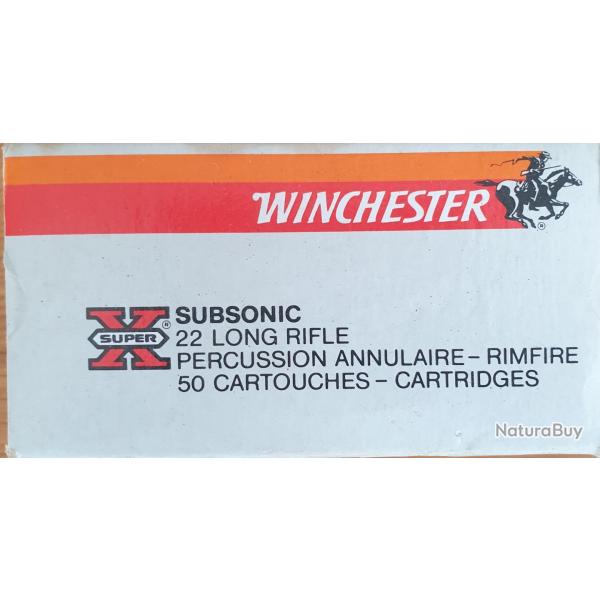 WINCHESTER
®
SUPER X ®
SUBSONIC
22 LONG RIFLE
PERCUSSION ANNULAIRE – RIMFIRE
50 CARTOUCHES – CARTRIDGES
NaturaBuy